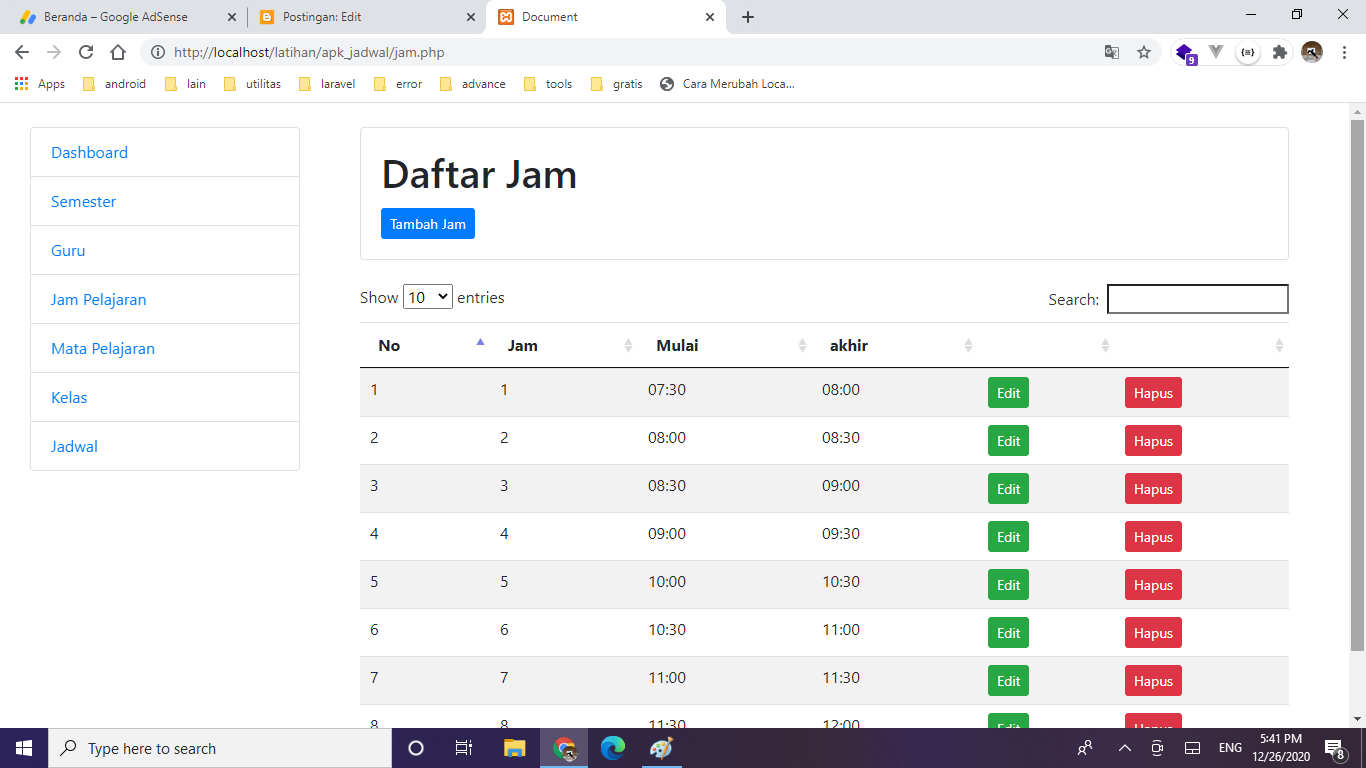 Beranda – Google AdSense
Postingan: Edit
Document
http://localhost/latihan/apk_jadwal/jam.php
9
Apps
android
lain
utilitas
laravel
error
advance
tools
gratis
Cara Merubah Loca...
Dashboard
Semester
Guru
Jam Pelajaran
Mata Pelajaran
Kelas
Jadwal
Daftar Jam
Tambah Jam
Show 10 entries
Search:
No Jam Mulai akhir
1 1 07:30 08:00 Edit Hapus
2 2 08:00 08:30 Edit Hapus
3 3 08:30 09:00 Edit Hapus
4 4 09:00 09:30 Edit Hapus
5 5 10:00 10:30 Edit Hapus
6 6 10:30 11:00 Edit Hapus
7 7 11:00 11:30 Edit Hapus
8 8 11:30 12:00 Edit Hapus
Type here to search
ENG
5:41 PM
12/26/2020
8